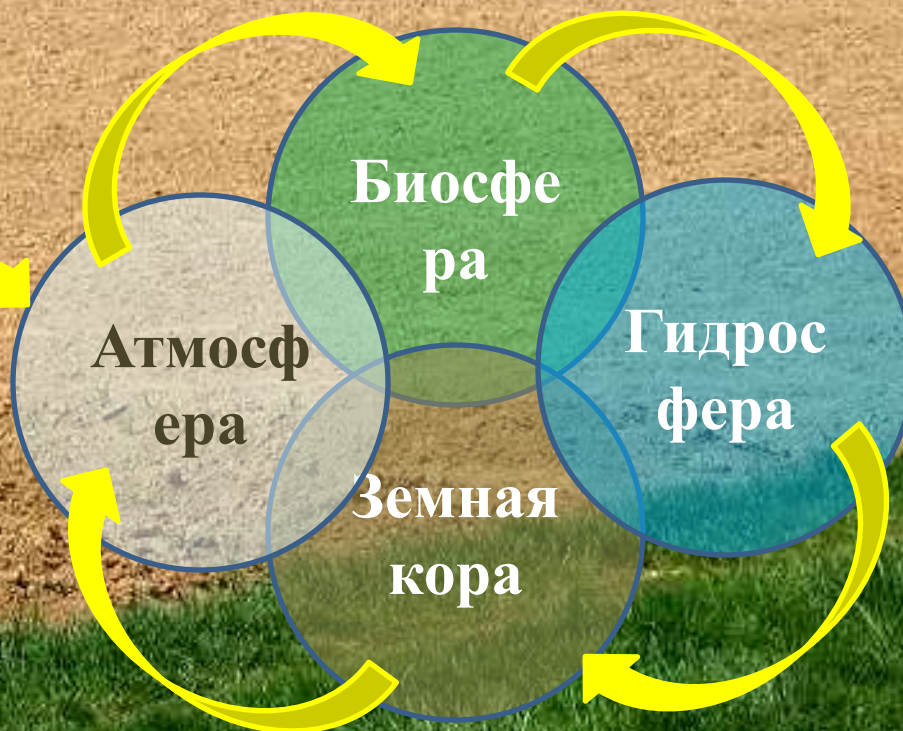 Биосфе
ра
Атмосф
ера
Гидрос
фера
Земная
кора